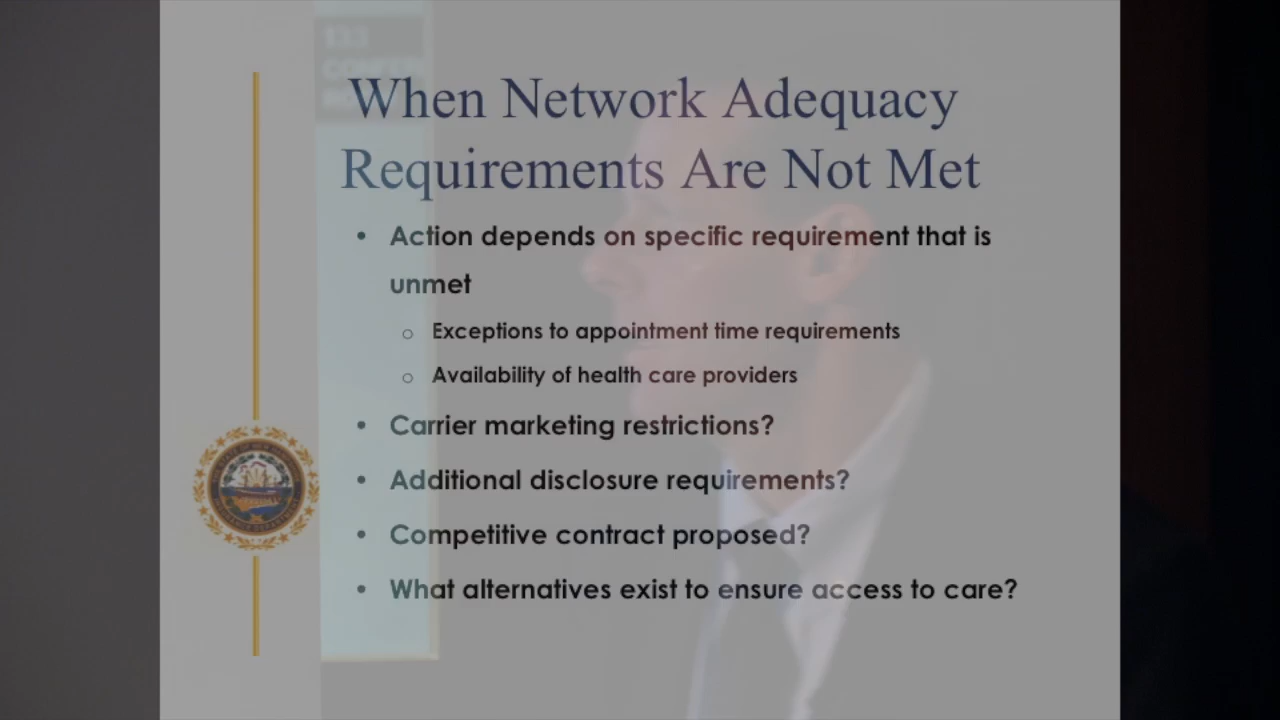 When Network Adequacy
Requirements Are Not Met
• Action depends on specific requirement that is
unmet
o Exceptions to appointment time requirements
o Availability of health care providers
• Carrier marketing restrictions?
• Additional disclosure requirements?
• Competitive contract proposed?
• What alternatives exist to ensure access to care?